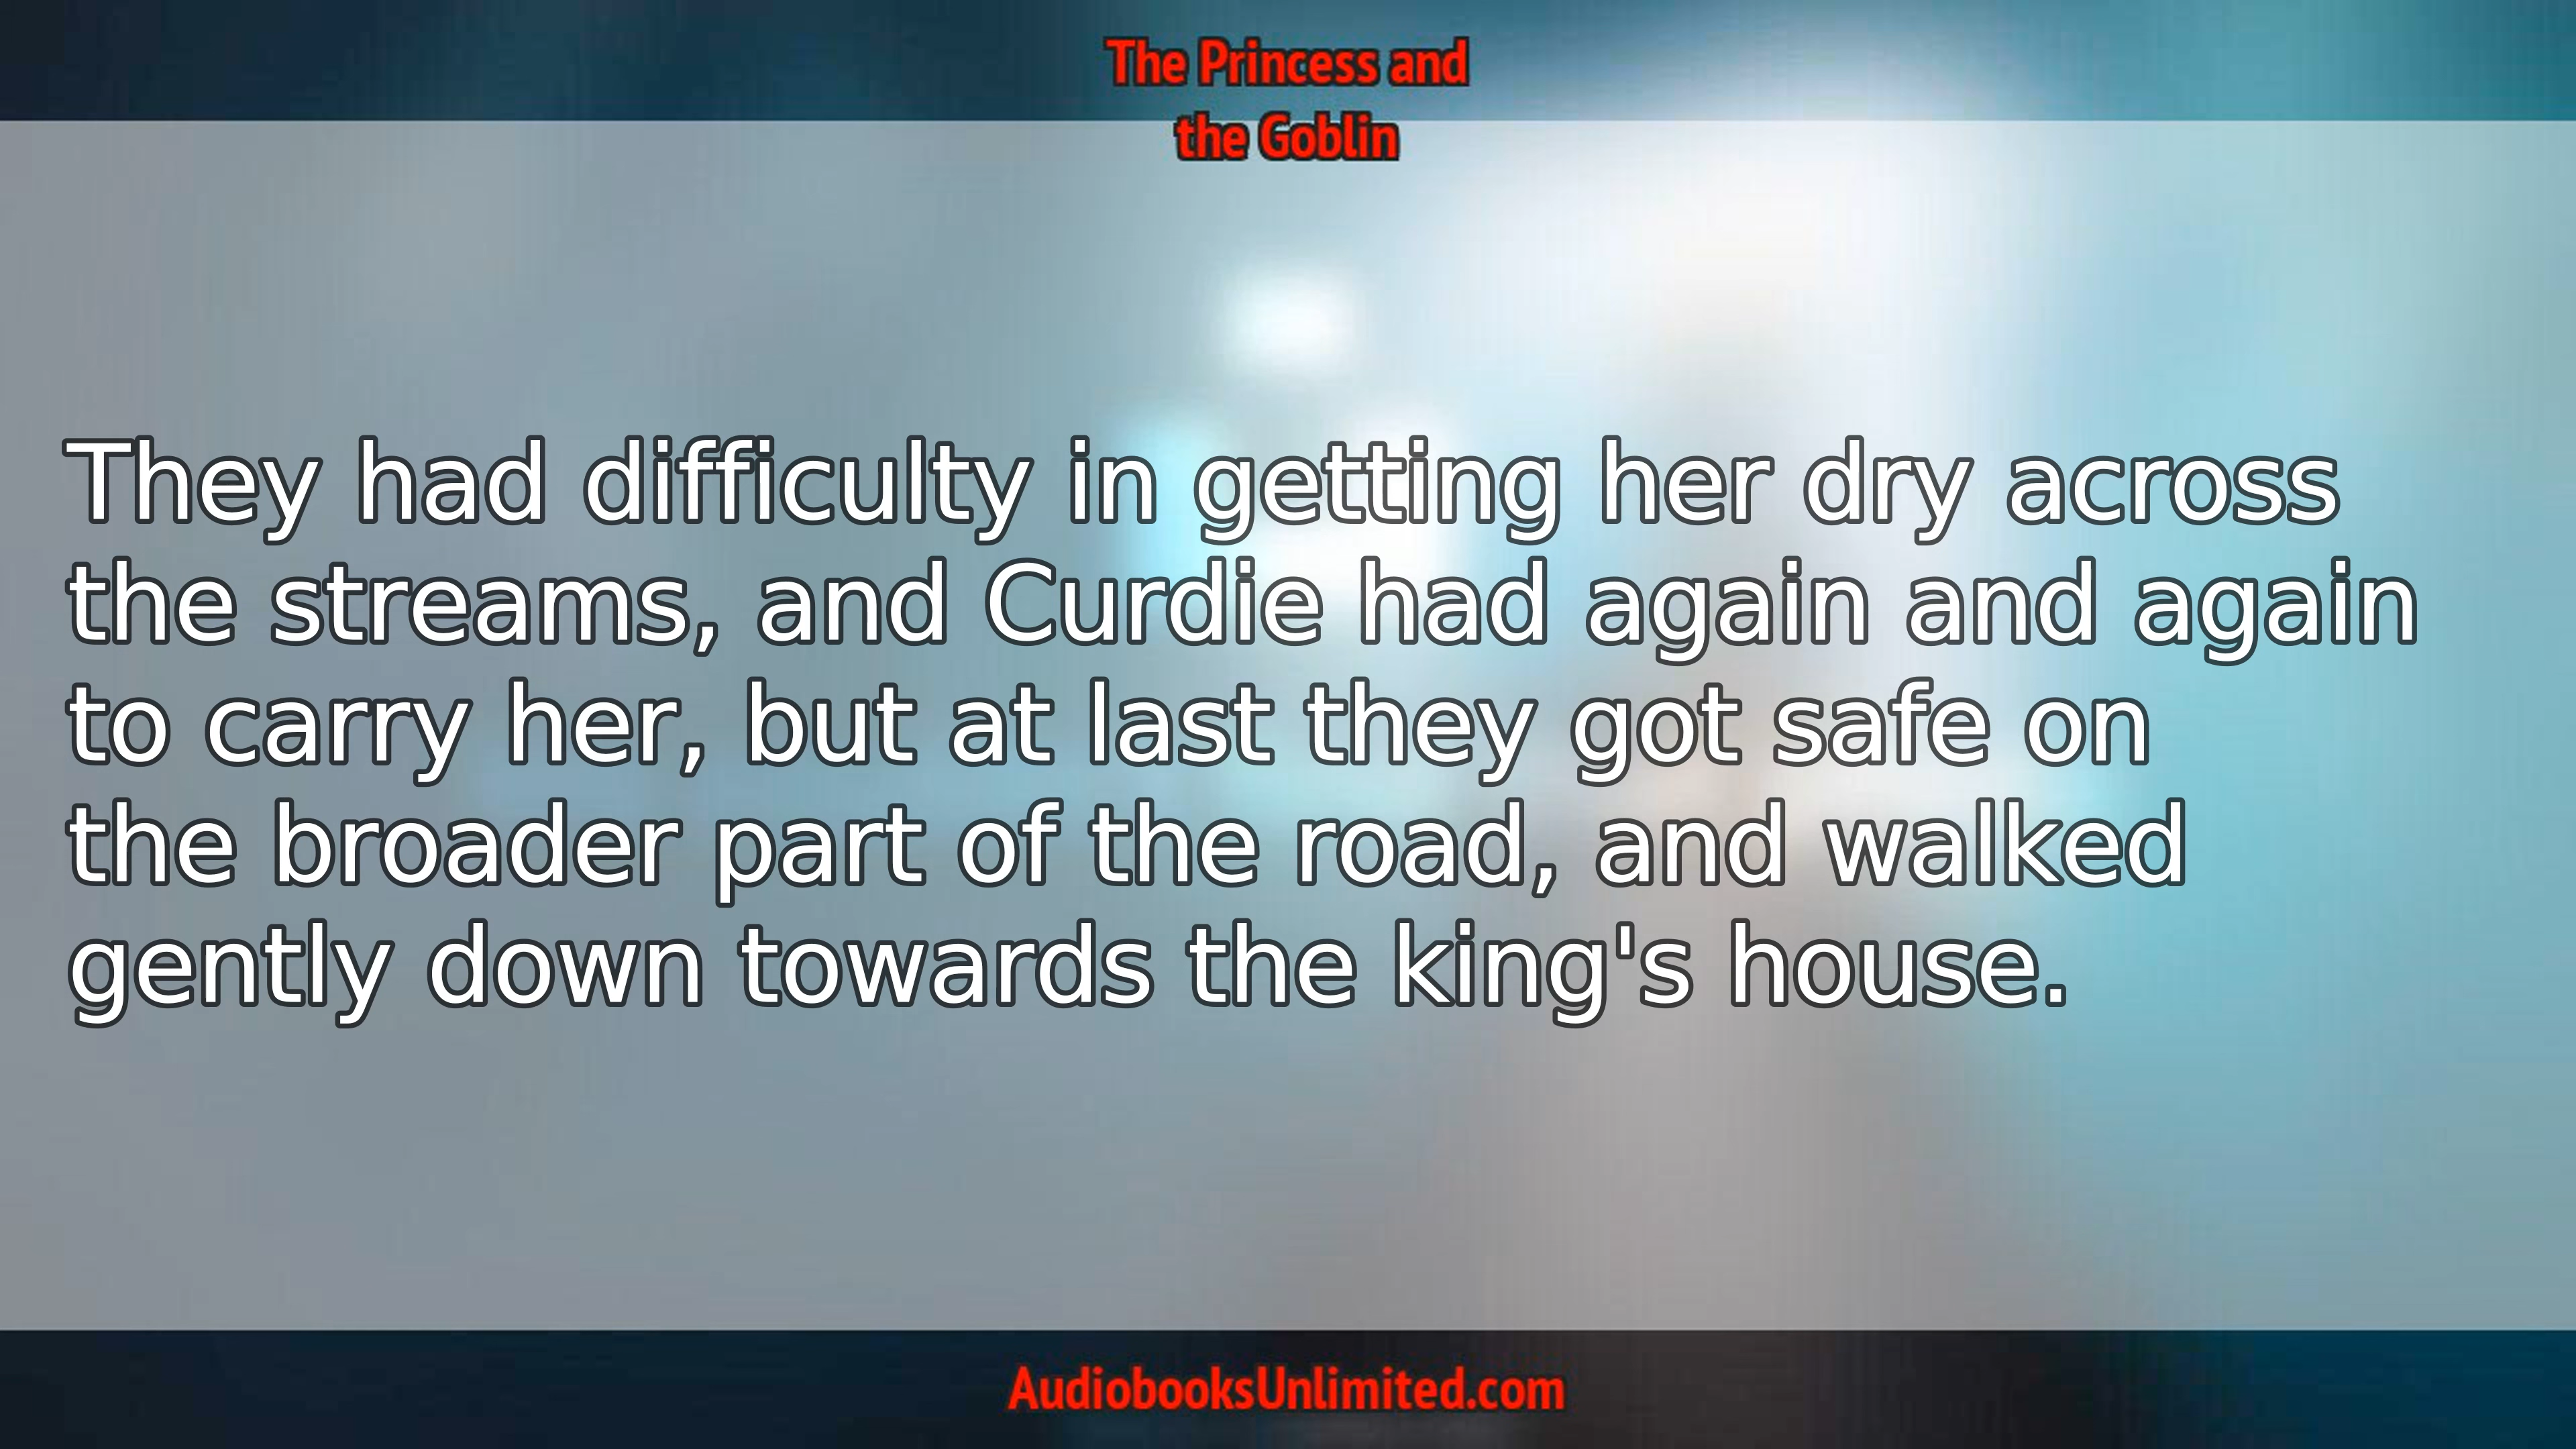 The Princess and
the Goblin
They had difficulty in getting her dry across
the streams, and Curdie had again and again
to carry her, but at last they got safe on
the broader part of the road, and walked
gently down towards the king's house.
AudiobooksUnlimited.com